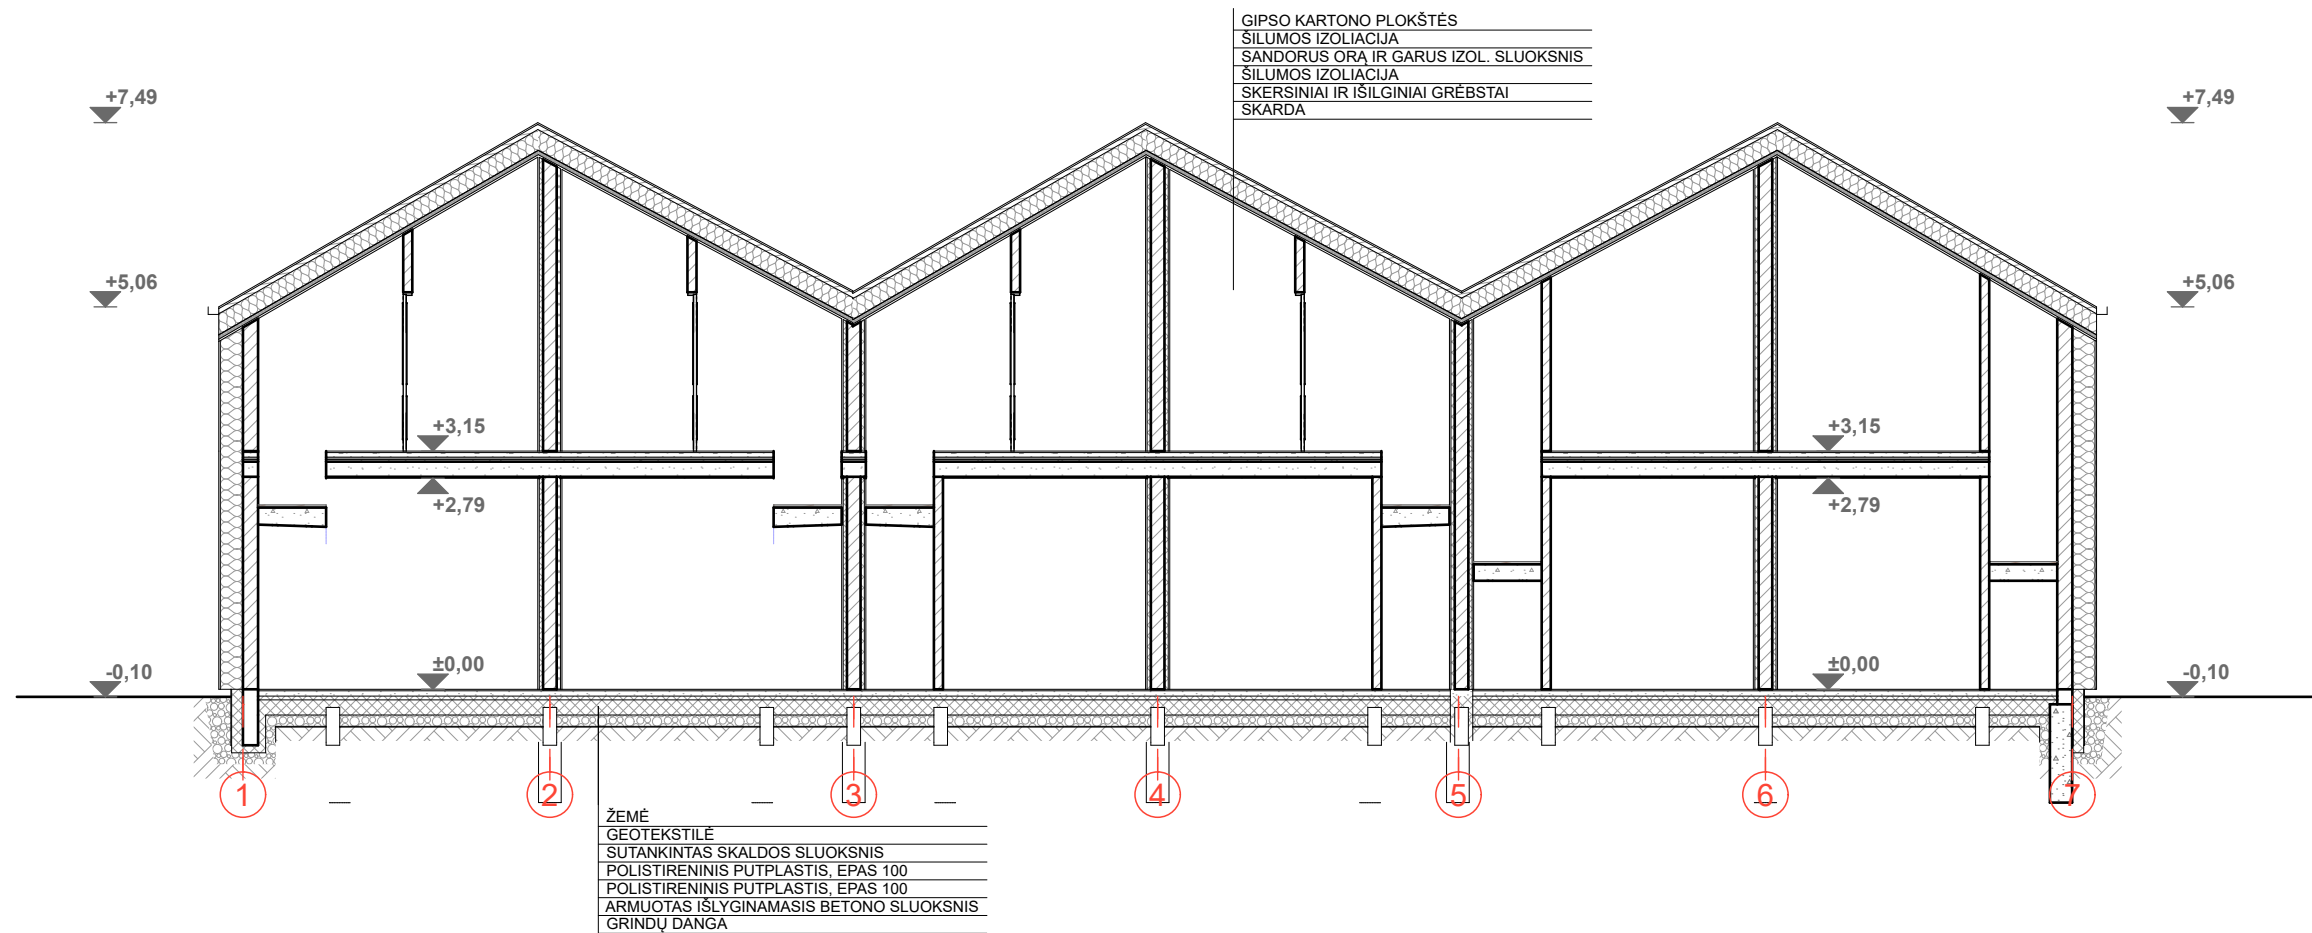 GIPSO KARTONO PLOKŠTĖS
ŠILUMOS IZOLIACIJA
SANDORUS ORĄ IR GARUS IZOL. SLUOKSNIS
ŠILUMOS IZOLIACIJA
SKERSINIAI IR IŠILGINIAI GRĖBSTAI
SKARDA
+7,49
+7,49
+5,06
+5,06
+3,15
+3,15
+2,79
+2,79
-0,10
±0,00
±0,00
-0,10
1
2
3
4
5
6
7
ŽEMĖ
GEOTEKSTILĖ
SUTANKINTAS SKALDOS SLUOKSNIS
POLISTIRENINIS PUTPLASTIS, EPAS 100
POLISTIRENINIS PUTPLASTIS, EPAS 100
ARMUOTAS IŠLYGINAMASIS BETONO SLUOKSNIS
GRINDŲ DANGA